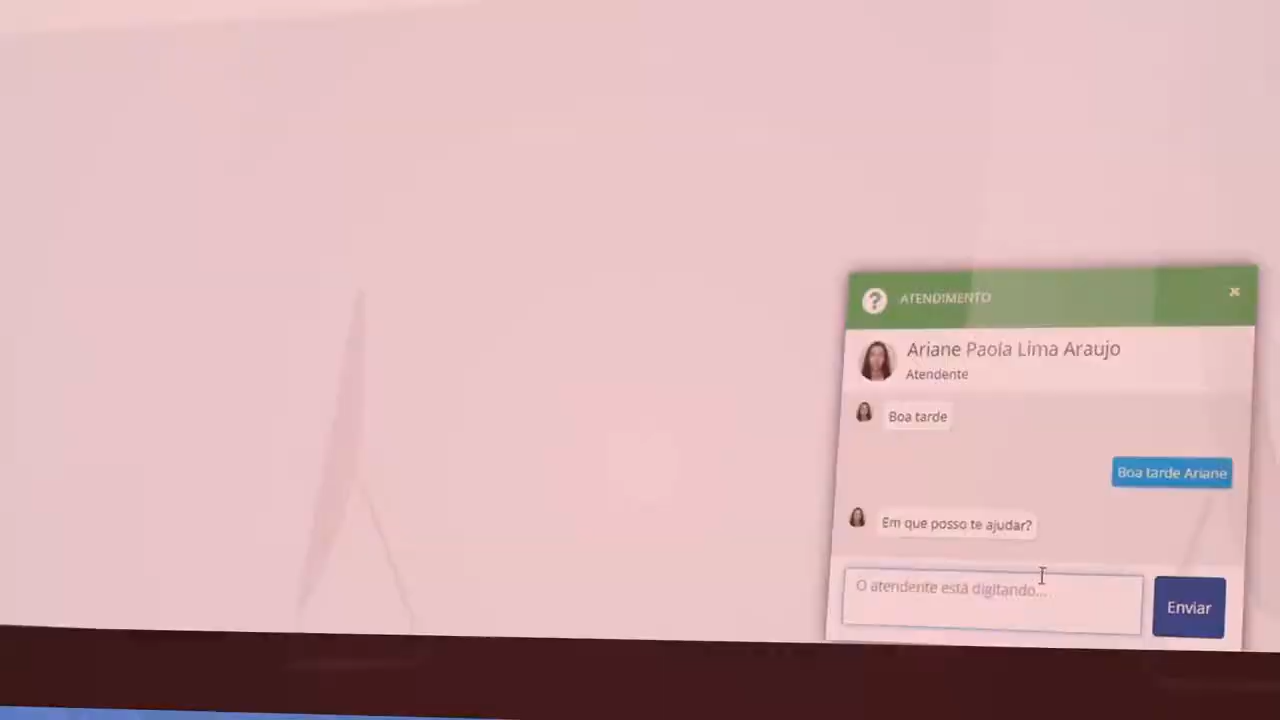 ATENDIMENTO
Ariane Paola Lima Araujo
Atendente
Boa tarde
Boa tarde Ariane
Em que posso te ajudar?
O atendente está digitando...
Enviar